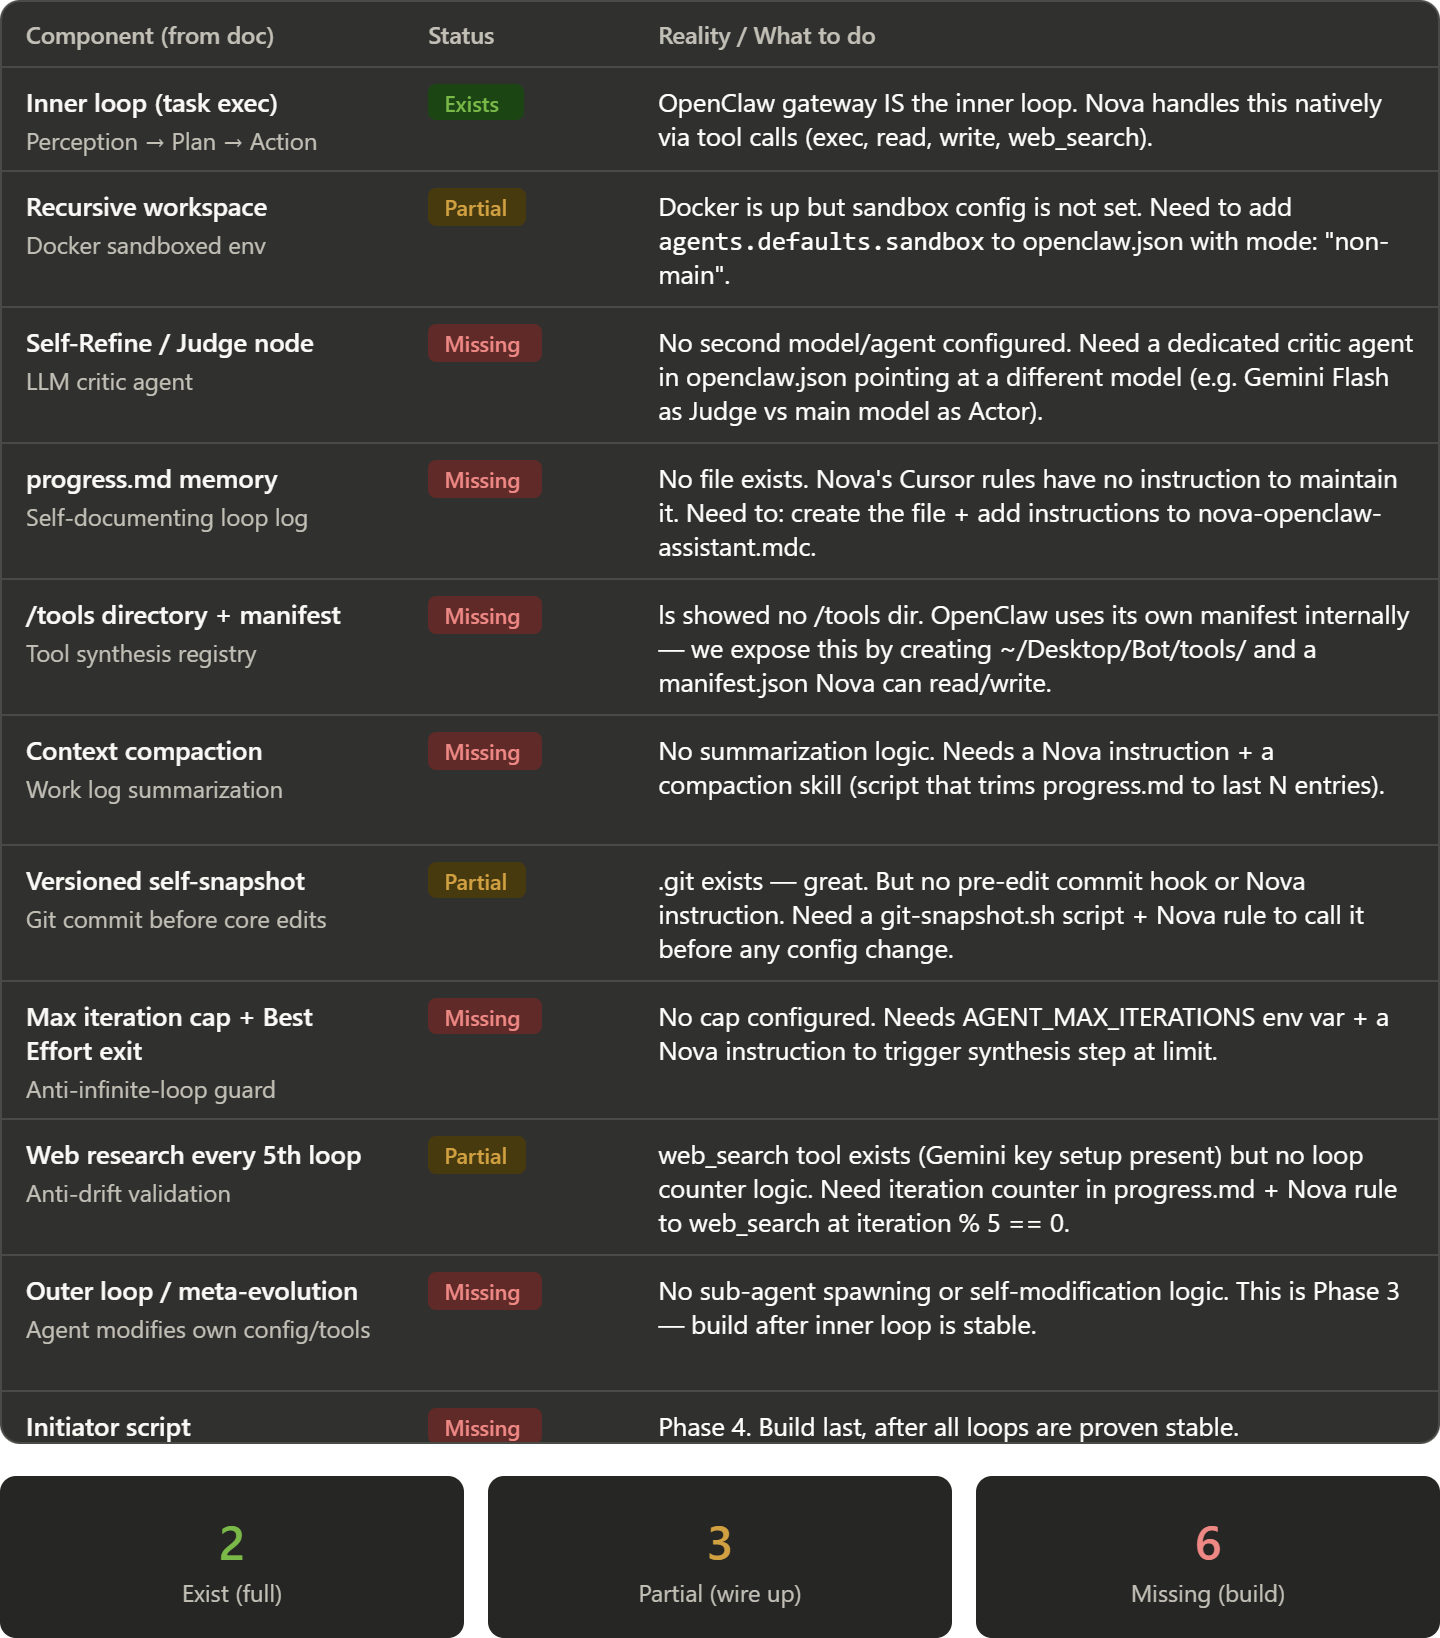 Component (from doc) Status Reality / What to do
Inner loop (task exec) Exists OpenClaw gateway IS the inner loop. Nova handles this natively
Perception → Plan → Action via tool calls (exec, read, write, web_search).
Recursive workspace Partial Docker is up but sandbox config is not set. Need to add
Docker sandboxed env agents.defaults.sandbox to openclaw.json with mode: "non-
main".
Self-Refine / Judge node Missing No second model/agent configured. Need a dedicated critic agent
LLM critic agent in openclaw.json pointing at a different model (e.g. Gemini Flash
as Judge vs main model as Actor).
progress.md memory Missing No file exists. Nova's Cursor rules have no instruction to maintain
Self-documenting loop log it. Need to: create the file + add instructions to nova-openclaw-
assistant.mdc.
/tools directory + manifest Missing ls showed no /tools dir. OpenClaw uses its own manifest internally
Tool synthesis registry — we expose this by creating ~/Desktop/Bot/tools/ and a
manifest.json Nova can read/write.
Context compaction Missing No summarization logic. Needs a Nova instruction + a
Work log summarization compaction skill (script that trims progress.md to last N entries).
Versioned self-snapshot Partial .git exists — great. But no pre-edit commit hook or Nova
Git commit before core edits instruction. Need a git-snapshot.sh script + Nova rule to call it
before any config change.
Max iteration cap + Best Missing No cap configured. Needs AGENT_MAX_ITERATIONS env var + a
Effort exit Nova instruction to trigger synthesis step at limit.
Anti-infinite-loop guard
Web research every 5th loop Partial web_search tool exists (Gemini key setup present) but no loop
Anti-drift validation counter logic. Need iteration counter in progress.md + Nova rule
to web_search at iteration % 5 == 0.
Outer loop / meta-evolution Missing No sub-agent spawning or self-modification logic. This is Phase 3
Agent modifies own config/tools — build after inner loop is stable.
Initiator script Missing Phase 4. Build last, after all loops are proven stable.
2 3 6
Exist (full) Partial (wire up) Missing (build)